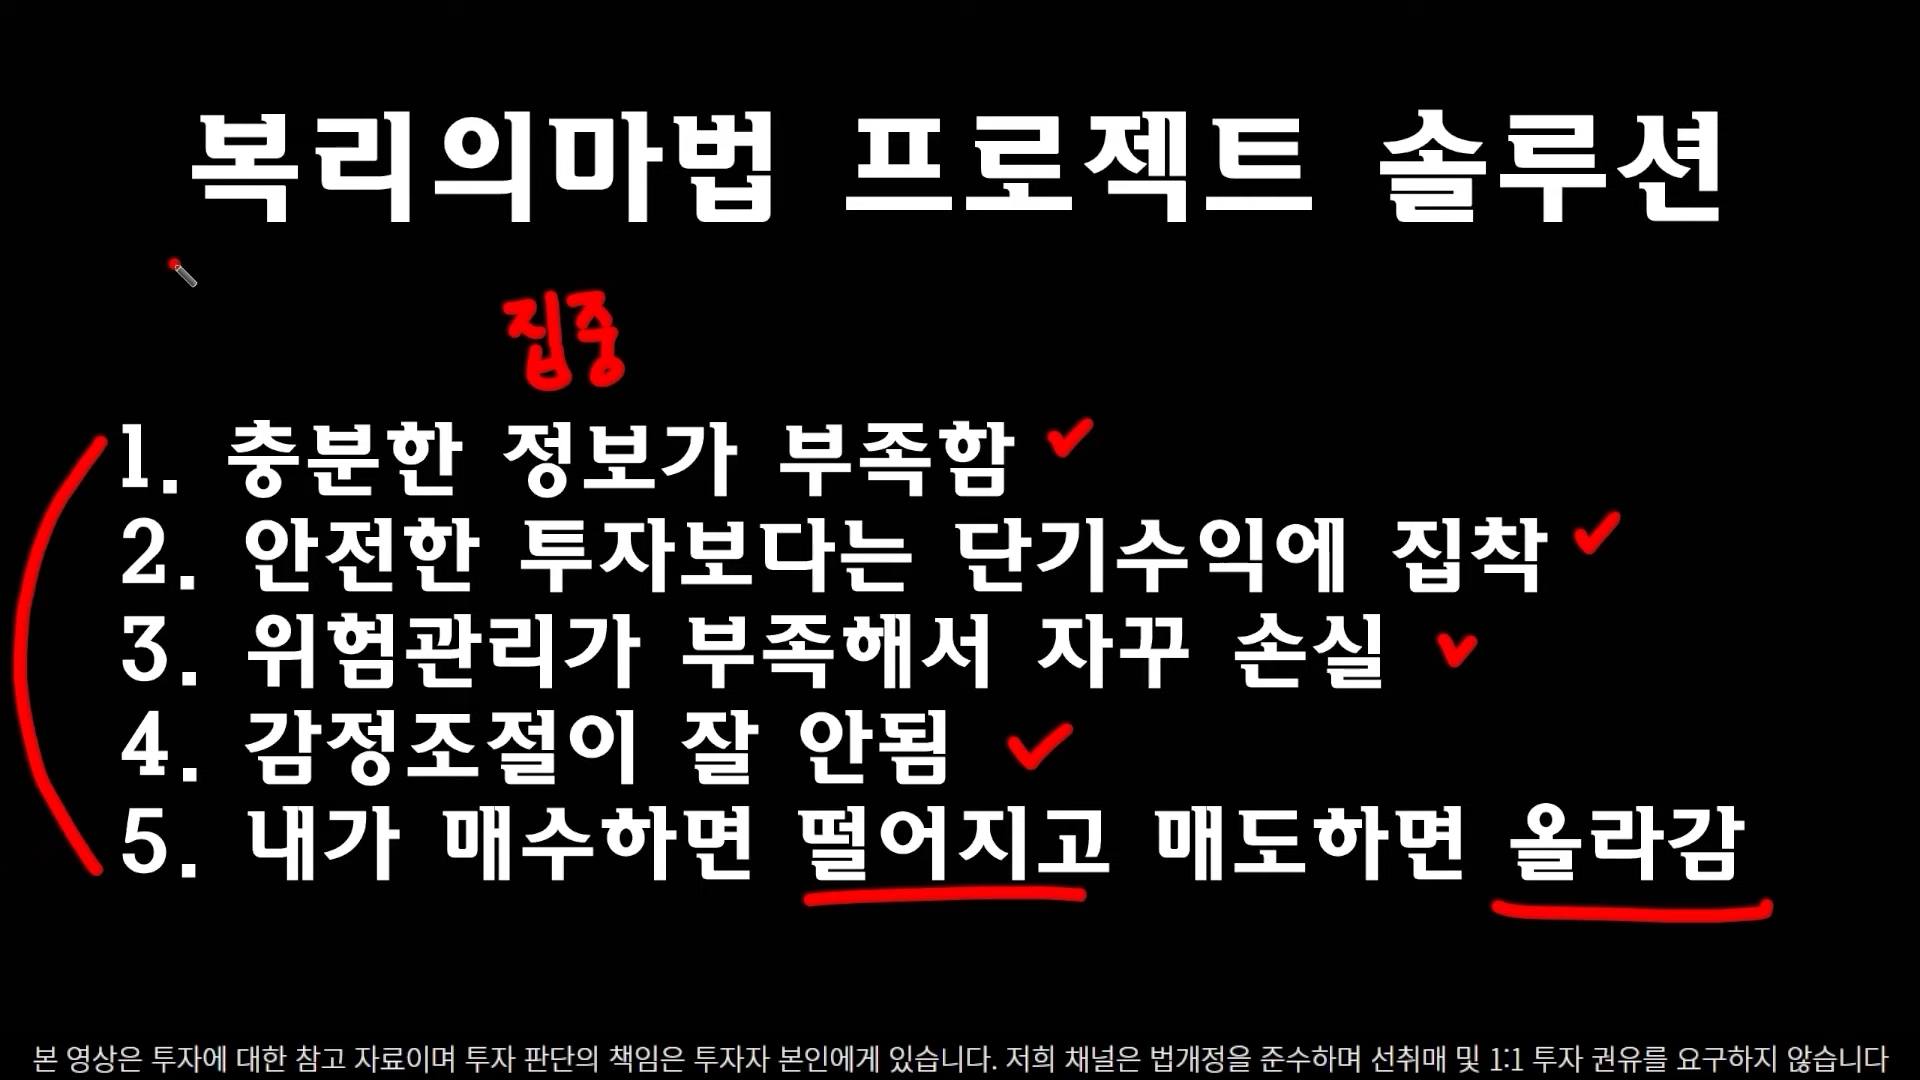 복리의마법 프로젝트 솔루션
집중
1. 충분한 정보가 부족함
2. 안전한 투자보다는 단기수익에 집착
3. 위험관리가 부족해서 자꾸 손실
4. 감정조절이 잘 안됨
5. 내가 매수하면 떨어지고 매도하면 올라감
본 영상은 투자에 대한 참고 자료이며 투자 판단의 책임은 투자자 본인에게 있습니다. 저희 채널은 법개정을 준수하며 선취매 및 1:1 투자 권유를 요구하지 않습니다